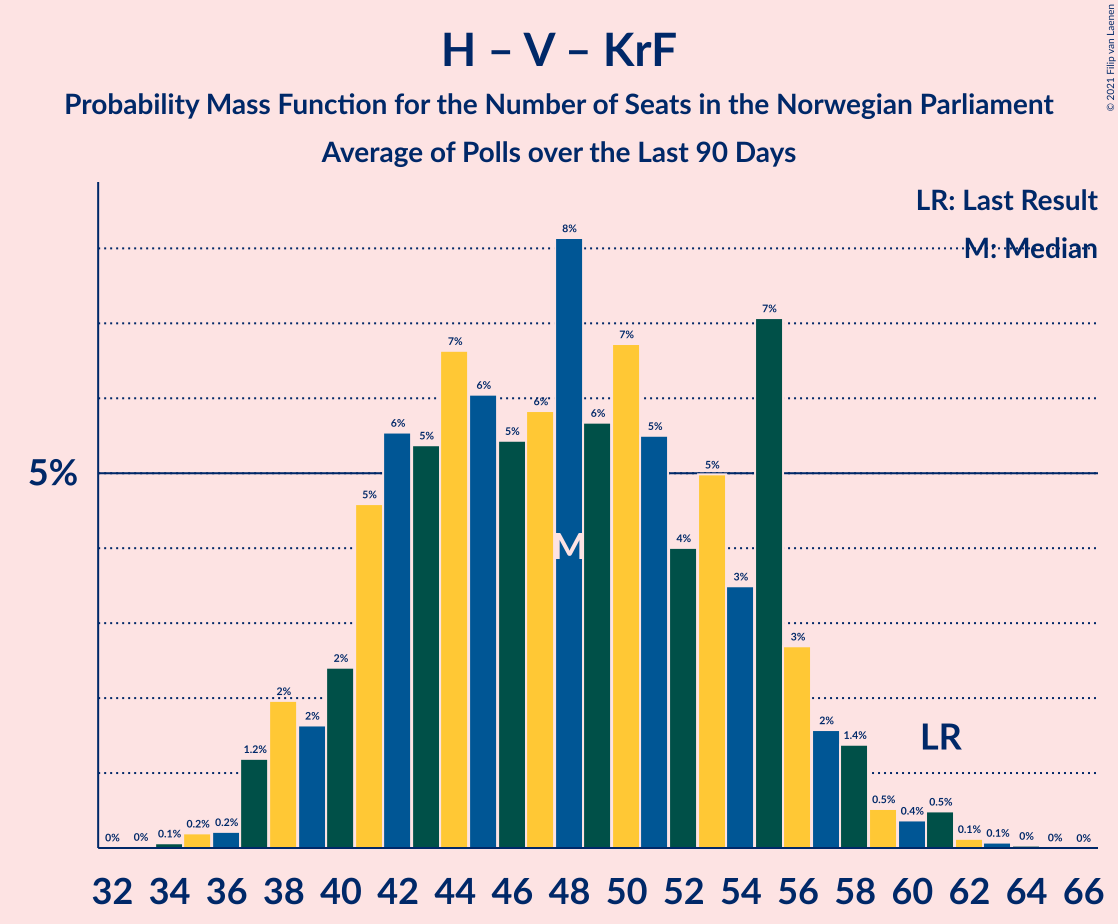 H – V – KrF
Probability Mass Function for the Number of Seats in the Norwegian Parliament
Average of Polls over the Last 90 Days
© 2021 Filip van Laenen
LR: Last Result
M: Median
5%
0% 0% 0.1% 0.2% 0.2% 1.2% 2% 2% 2% 5% 6% 5% 7% 6% 5% 6% 8% 6% 7% 5% 4% 5% 3% 7% 3% 2% 1.4% 0.5% 0.4% 0.5% 0.1% 0.1% 0% 0% 0%
M
LR
32 34 36 38 40 42 44 46 48 50 52 54 56 58 60 62 64 66